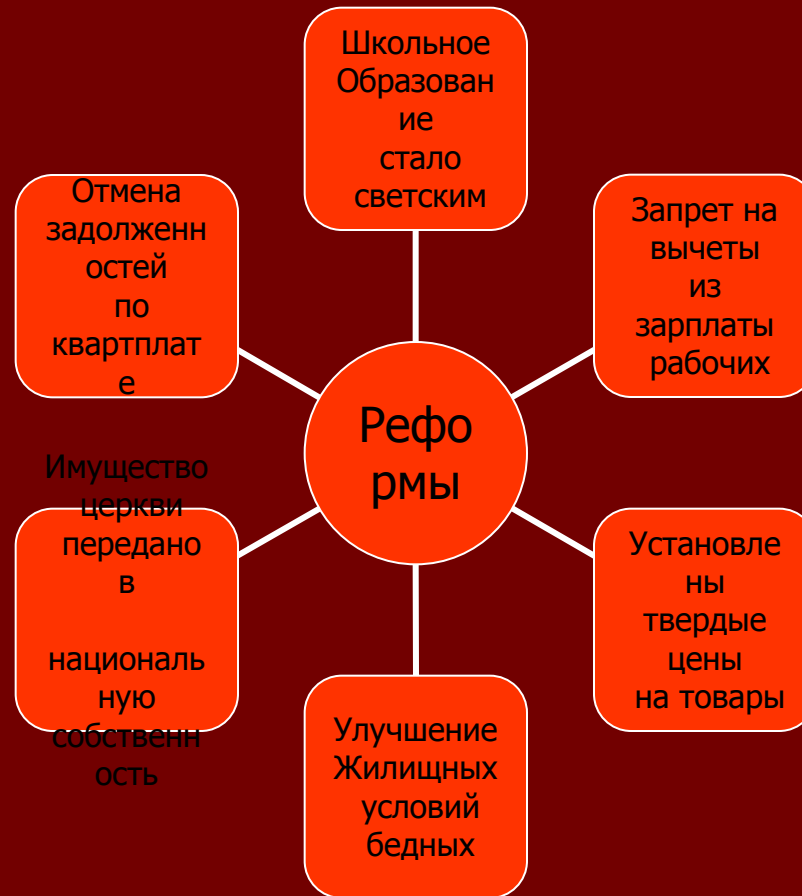 Школьное
Образован
ие
стало
светским
Отмена
задолженн
остей
по
квартплат
е
Запрет на
вычеты
из
зарплаты
рабочих
Рефо
рмы
Имущество
церкви
передано
в
националь
ную
собственн
ость
Установле
ны
твердые
цены
на товары
Улучшение
Жилищных
условий
бедных